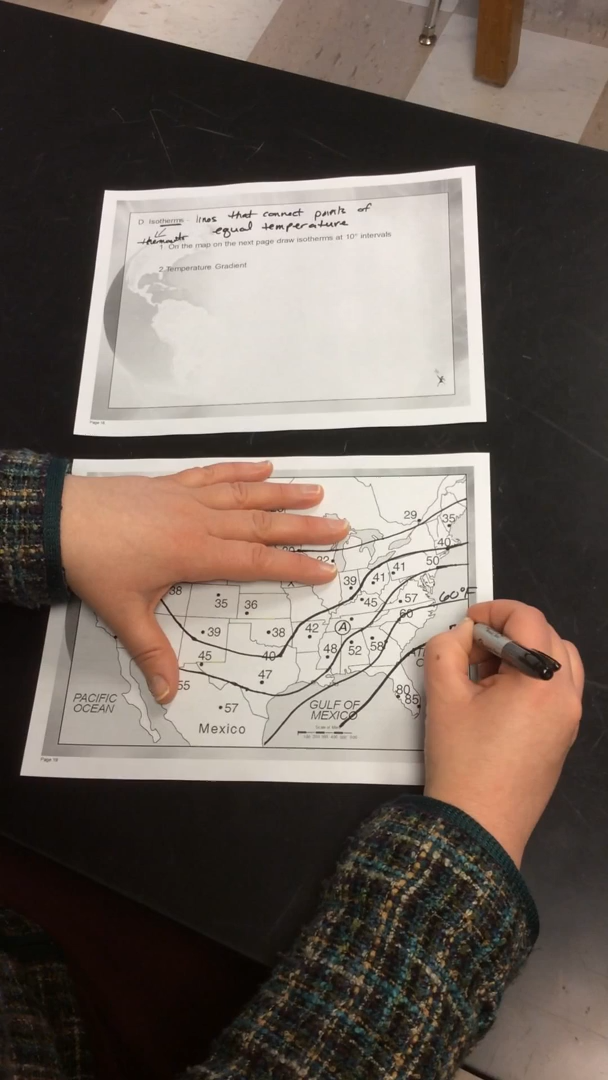 D. Isotherms - lines that connect points of
equal temperature
1. On the map on the next page draw isotherms at 10° intervals
2. Temperature Gradient
Page 18
29
35
40
50
39
41
41
38
35
36
45
57
60
60°F
39
38
42
A
48
52
58
45
40
47
55
57
80
85
PACIFIC
OCEAN
Mexico
GULF OF
MEXICO
Page 19